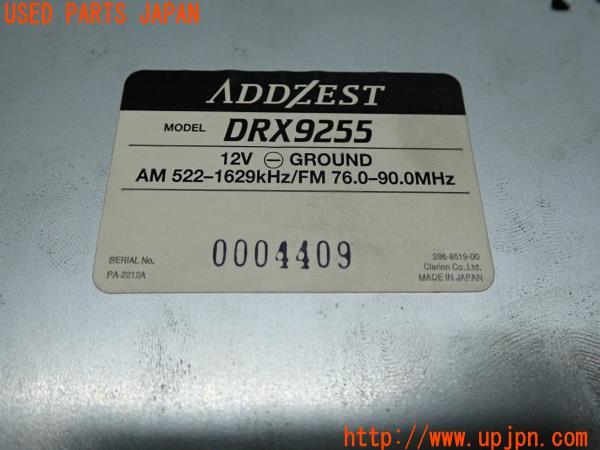 USED PARTS JAPAN
ADDZEST
MODEL DRX9255
12V ⊖ GROUND
AM 522-1629kHz/FM 76.0-90.0MHz
SERIAL No. 0004409
PA-2212A
286-8519-00
Clarion Co.,Ltd.
MADE IN JAPAN
http://www.upjpn.com